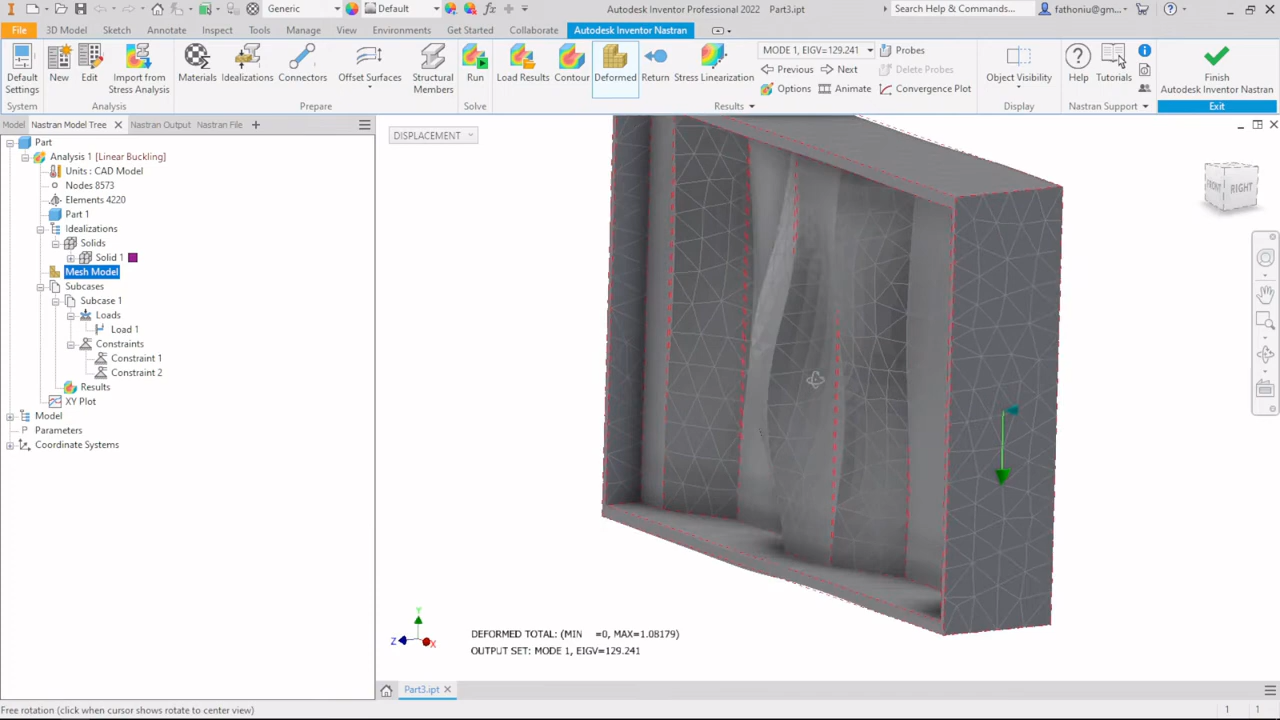 Generic
Default
Autodesk Inventor Professional 2022 Part3.ipt
Search Help & Commands...
fathoniu@gm...
File 3D Model Sketch Annotate Inspect Tools Manage View Environments Get Started Collaborate Autodesk Inventor Nastran
Default Settings
New
Edit
Import from Stress Analysis
Materials
Idealizations
Connectors
Offset Surfaces
Structural Members
Run
Load Results
Contour
Deformed
Return
Stress Linearization
MODE 1, EIGV=129.241
Previous Next
Options Animate
Probes
Delete Probes
Convergence Plot
Object Visibility
Help
Tutorials
Finish Autodesk Inventor Nastran
System Analysis Prepare Solve Results Display Nastran Support Exit
Model Nastran Model Tree Nastran Output Nastran File
DISPLACEMENT
Part
Analysis 1 [Linear Buckling]
Units : CAD Model
Nodes 8573
Elements 4220
Part 1
Idealizations
Solids
Solid 1
Mesh Model
Subcases
Subcase 1
Loads
Load 1
Constraints
Constraint 1
Constraint 2
Results
XY Plot
Model
Parameters
Coordinate Systems
FRONT RIGHT
Y
Z X
DEFORMED TOTAL: (MIN =0, MAX=1.08179)
OUTPUT SET: MODE 1, EIGV=129.241
Part3.ipt
Free rotation (click when cursor shows rotate to center view)
1 1